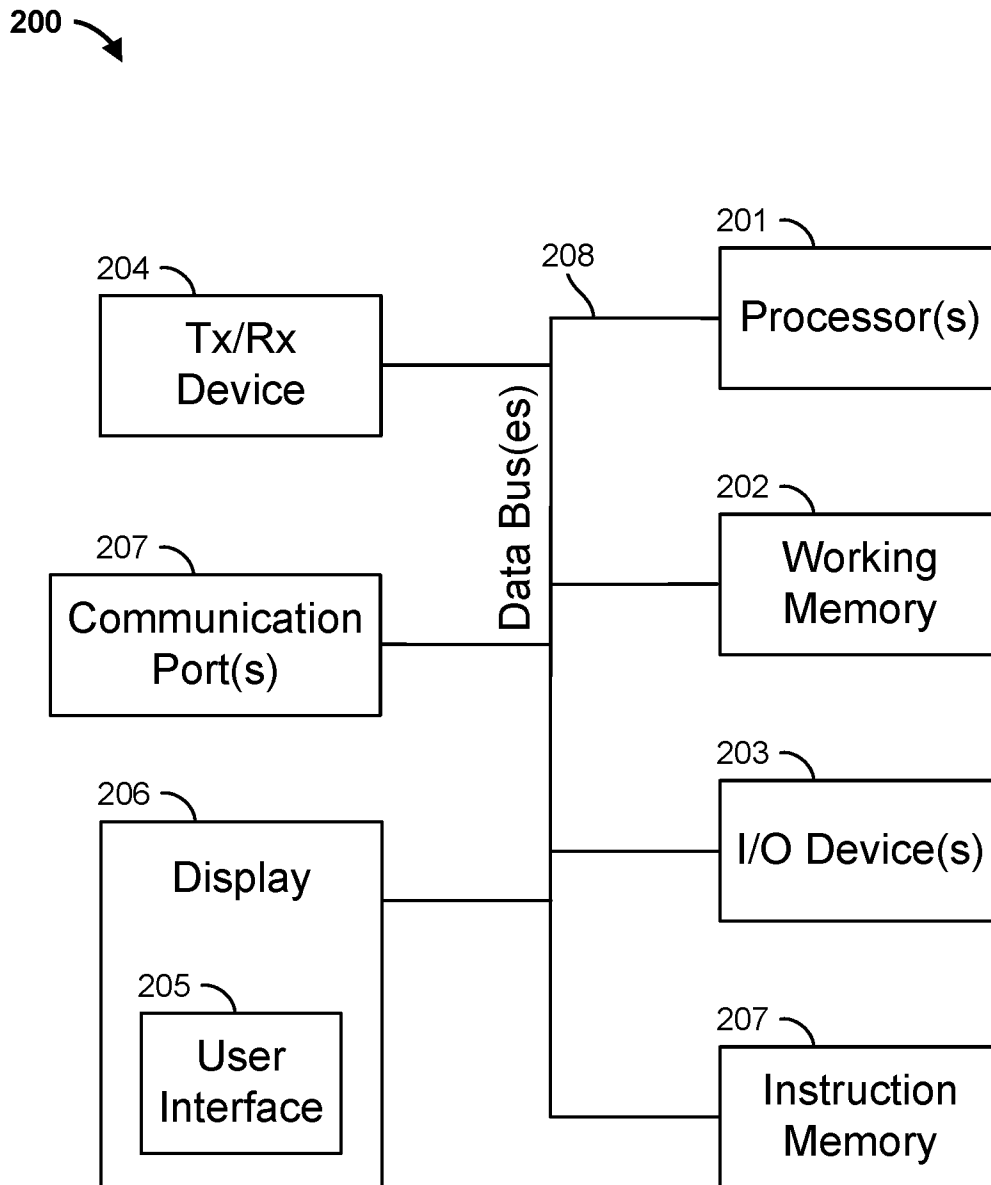 200
201
208
204
Processor(s)
Tx/Rx
Device
Data Bus(es)
202
207
Working
Memory
Communication
Port(s)
203
206
I/O Device(s)
Display
205
207
User
Interface
Instruction
Memory